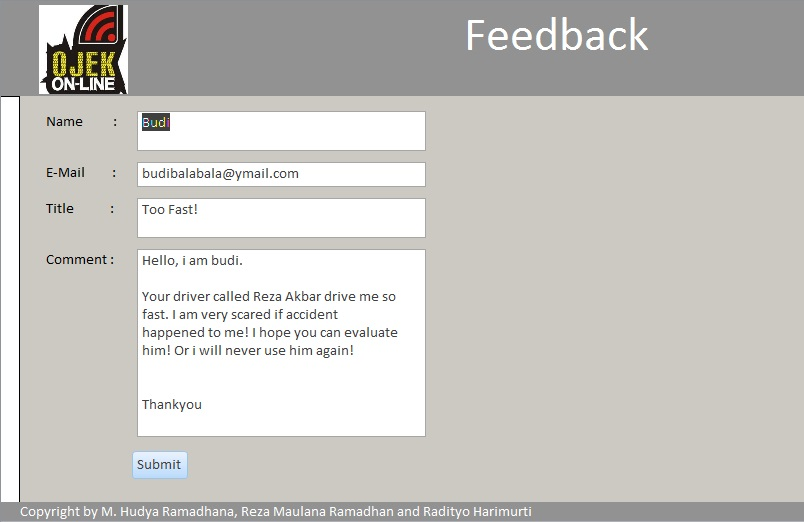 OJEK
ON-LINE
Feedback
Name :
Budi
E-Mail :
budibalabala@ymail.com
Title :
Too Fast!
Comment :
Hello, i am budi.
Your driver called Reza Akbar drive me so
fast. I am very scared if accident
happened to me! I hope you can evaluate
him! Or i will never use him again!
Thankyou
Submit
Copyright by M. Hudya Ramadhana, Reza Maulana Ramadhan and Radityo Harimurti